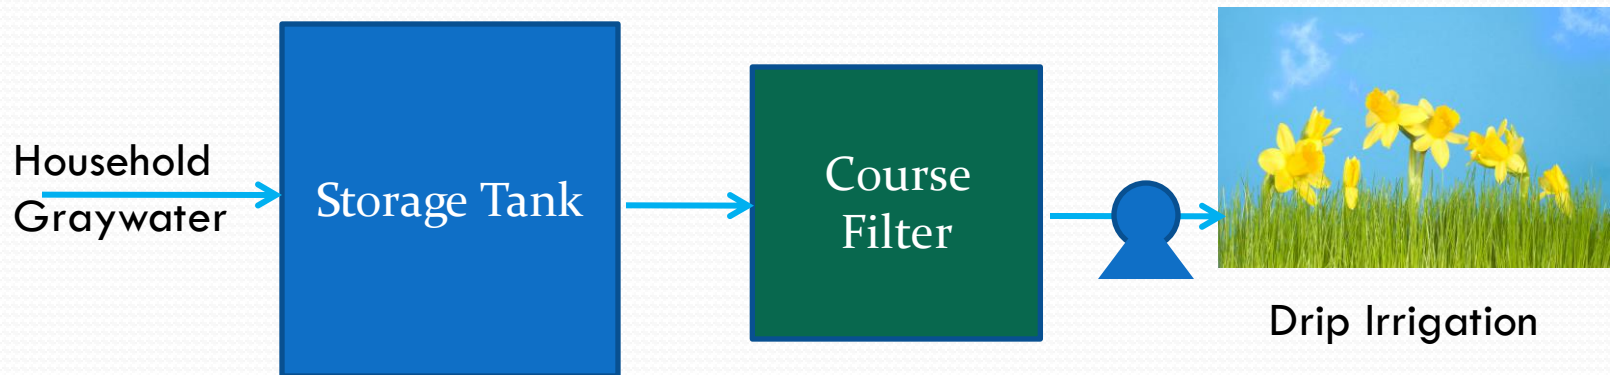 Household
Graywater
Storage Tank
Course
Filter
Drip Irrigation